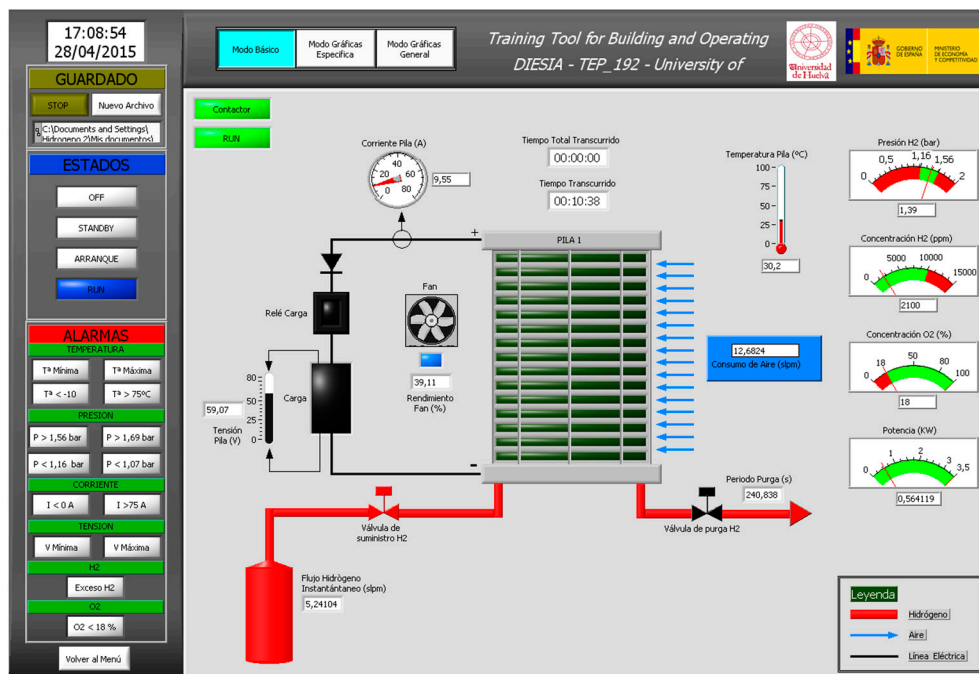 17:08:54
28/04/2015
GUARDADO
STOP
Nuevo Archivo
C:\Documents and Settings\
Hidrogeno 2\Mis documentos\
ESTADOS
OFF
STANDBY
ARRANQUE
RUN
ALARMAS
TEMPERATURA
Tª Mínima
Tª Máxima
Tª < -10
Tª > 75ºC
PRESION
P > 1,56 bar
P > 1,69 bar
P < 1,16 bar
P < 1,07 bar
CORRIENTE
I < 0 A
I >75 A
TENSION
V Mínima
V Máxima
H2
Exceso H2
O2
O2 < 18 %
Volver al Menú
Modo Básico
Modo Gráficas
Especifica
Modo Gráficas
General
Training Tool for Building and Operating
DIESIA - TEP_192 - University of
Universidad
de Huelva
GOBIERNO
DE ESPAÑA
MINISTERIO
DE ECONOMÍA
Y COMPETITIVIDAD
Contactor
RUN
Corriente Pila (A)
0
20
40
60
80
9,55
Tiempo Total Transcurrido
00:00:00
Tiempo Transcurrido
00:10:38
Temperatura Pila (ºC)
100
75
50
25
0
30,2
Presión H2 (bar)
0
0,5
1,16
1,56
2
1,39
Concentración H2 (ppm)
0
5000
10000
15000
2100
Concentración O2 (%)
0
18
50
80
100
18
Potencia (KW)
0
1
2
3
3,5
0,564119
+
PILA 1
Relé Carga
Fan
39,11
Rendimiento
Fan (%)
Carga
80
50
25
0
59,07
Tensión
Pila (V)
12,6824
Consumo de Aire (slpm)
-
Válvula de
suministro H2
Periodo Purga (s)
240,838
Válvula de purga H2
Flujo Hidrògeno
Instantántaneo (slpm)
5,24104
Leyenda
Hidrógeno
Aire
Línea Eléctrica